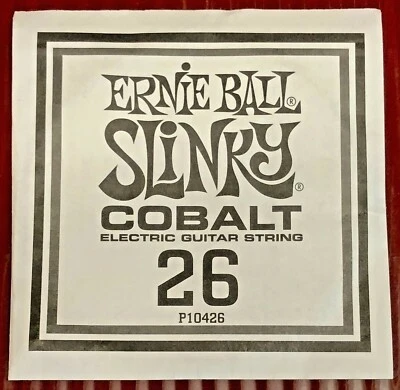 ERNIE BALL®
SLINKY®
COBALT
ELECTRIC GUITAR STRING
26
P10426